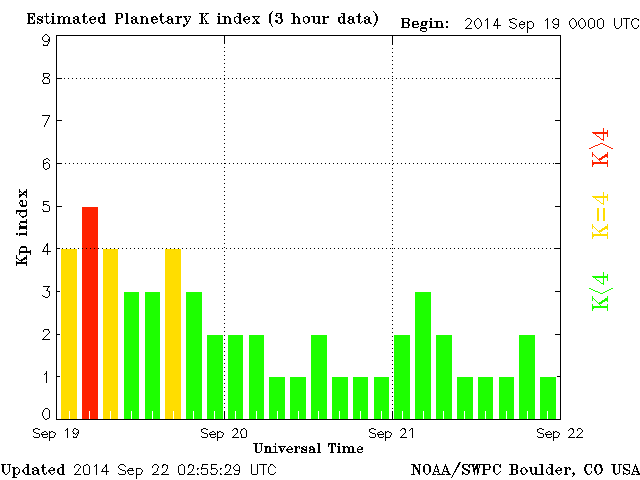 Estimated Planetary K index (3 hour data)
Begin: 2014 Sep 19 0000 UTC
9
8
7
6
5
4
3
2
1
0
Kp index
K>4
K=4
K<4
Sep 19
Sep 20
Sep 21
Sep 22
Universal Time
Updated 2014 Sep 22 02:55:29 UTC
NOAA/SWPC Boulder, CO USA